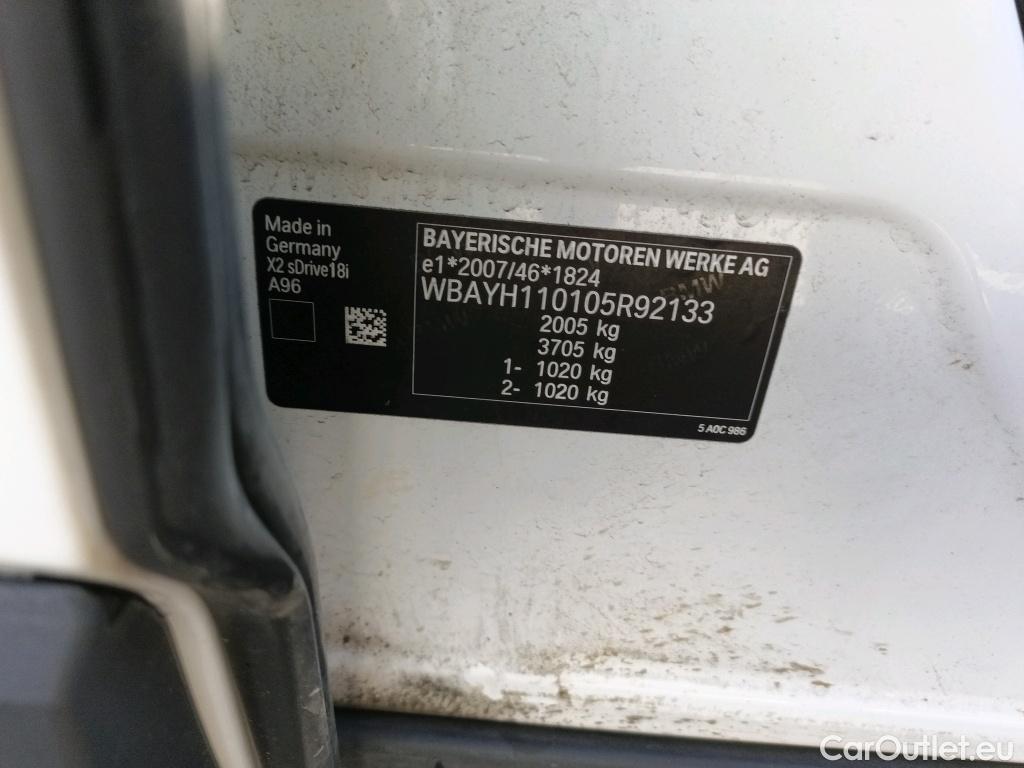 Made in
Germany
X2 sDrive18i
A96
BAYERISCHE MOTOREN WERKE AG
e1*2007/46*1824
WBAYH110105R92133
2005 kg
3705 kg
1- 1020 kg
2- 1020 kg
5 A0C 986
CarOutlet.eu